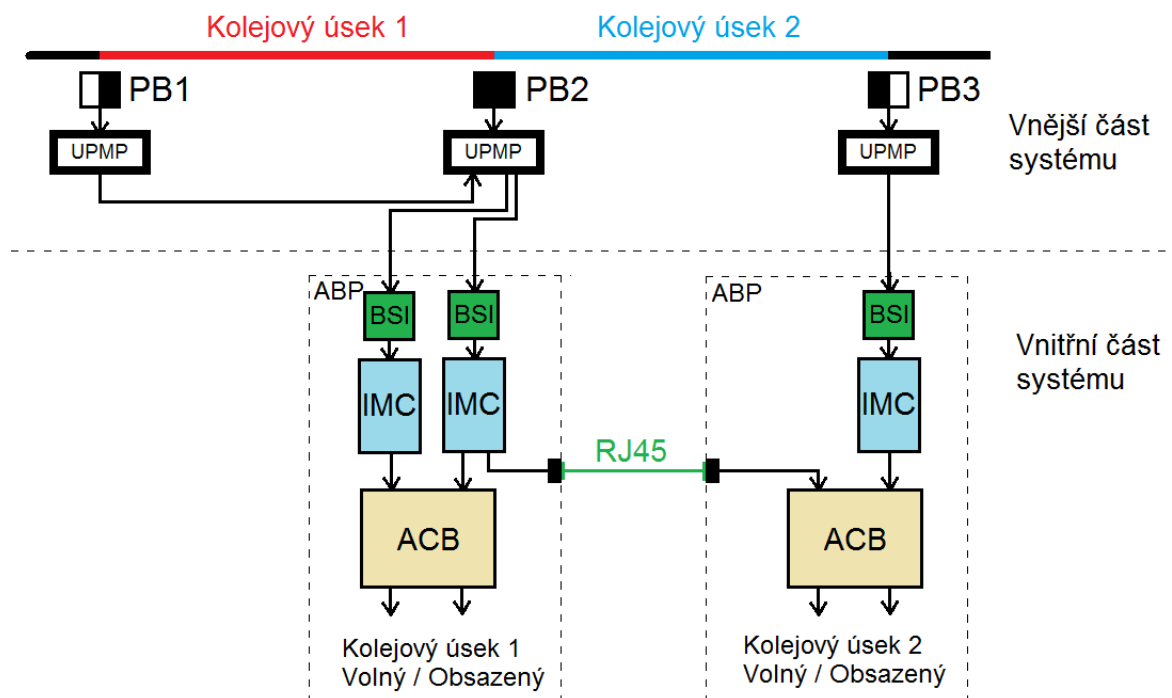 Kolejový úsek 1
Kolejový úsek 2
PB1
PB2
PB3
UPMP
UPMP
UPMP
Vnější část
systému
ABP
BSI
BSI
ABP
BSI
IMC
IMC
IMC
Vnitřní část
systému
RJ45
ACB
ACB
Kolejový úsek 1
Volný / Obsazený
Kolejový úsek 2
Volný / Obsazený